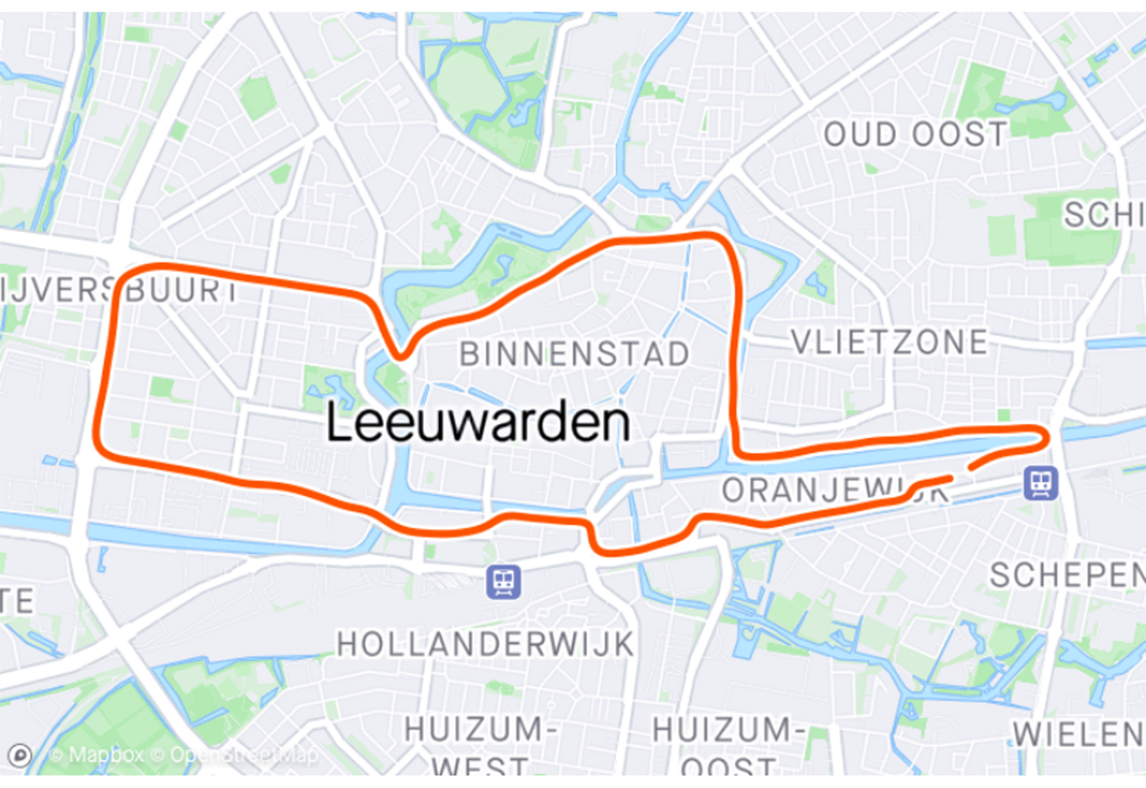 OUD OOST
SCHI
IJVERSBUURT
BINNENSTAD
VLIETZONE
Leeuwarden
ORANJEWIJK
SCHEPEN
TE
HOLLANDERWIJK
HUIZUM-
WEST
HUIZUM-
OOST
WIELEN
© Mapbox © OpenStreetMap